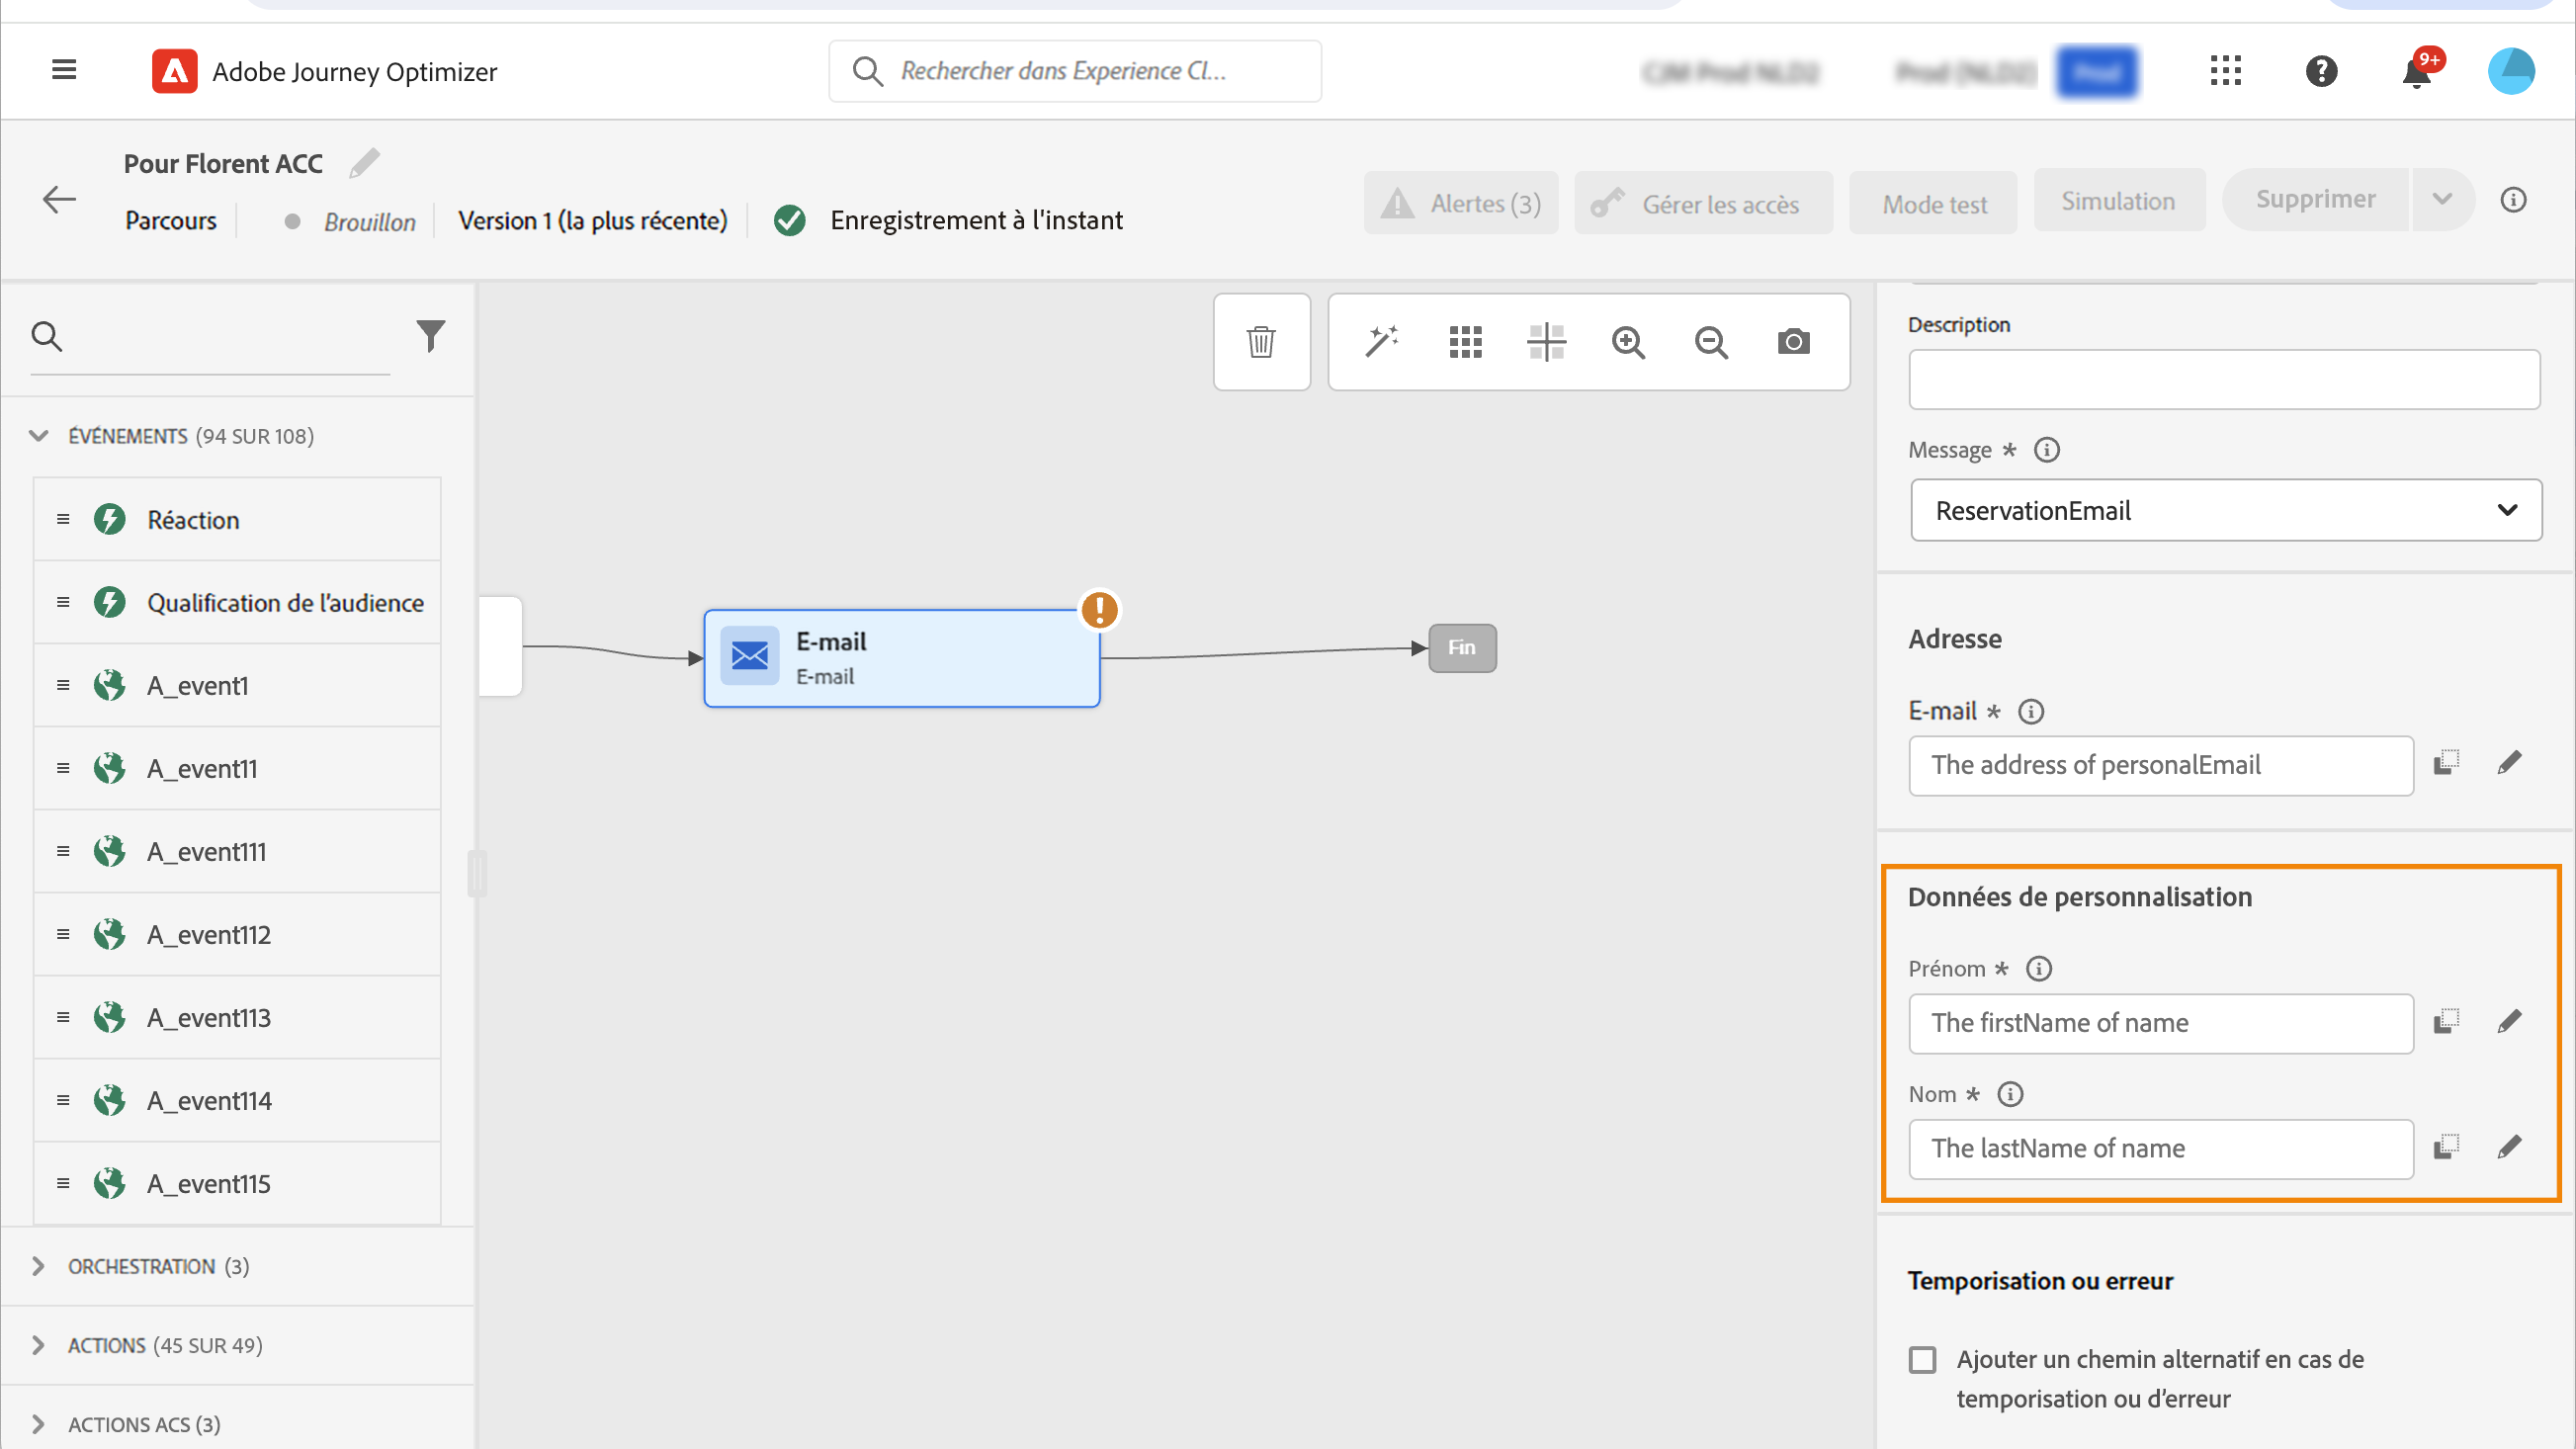 Adobe Journey Optimizer
Rechercher dans Experience Cl...
9+
Pour Florent ACC
Parcours
Brouillon
Version 1 (la plus récente)
Enregistrement à l'instant
Alertes (3)
Gérer les accès
Mode test
Simulation
Supprimer
ÉVÉNEMENTS (94 SUR 108)
Réaction
Qualification de l’audience
A_event1
A_event11
A_event111
A_event112
A_event113
A_event114
A_event115
ORCHESTRATION (3)
ACTIONS (45 SUR 49)
ACTIONS ACS (3)
E-mail
E-mail
Fin
Description
Message *
ReservationEmail
Adresse
E-mail *
The address of personalEmail
Données de personnalisation
Prénom *
The firstName of name
Nom *
The lastName of name
Temporisation ou erreur
Ajouter un chemin alternatif en cas de
temporisation ou d’erreur